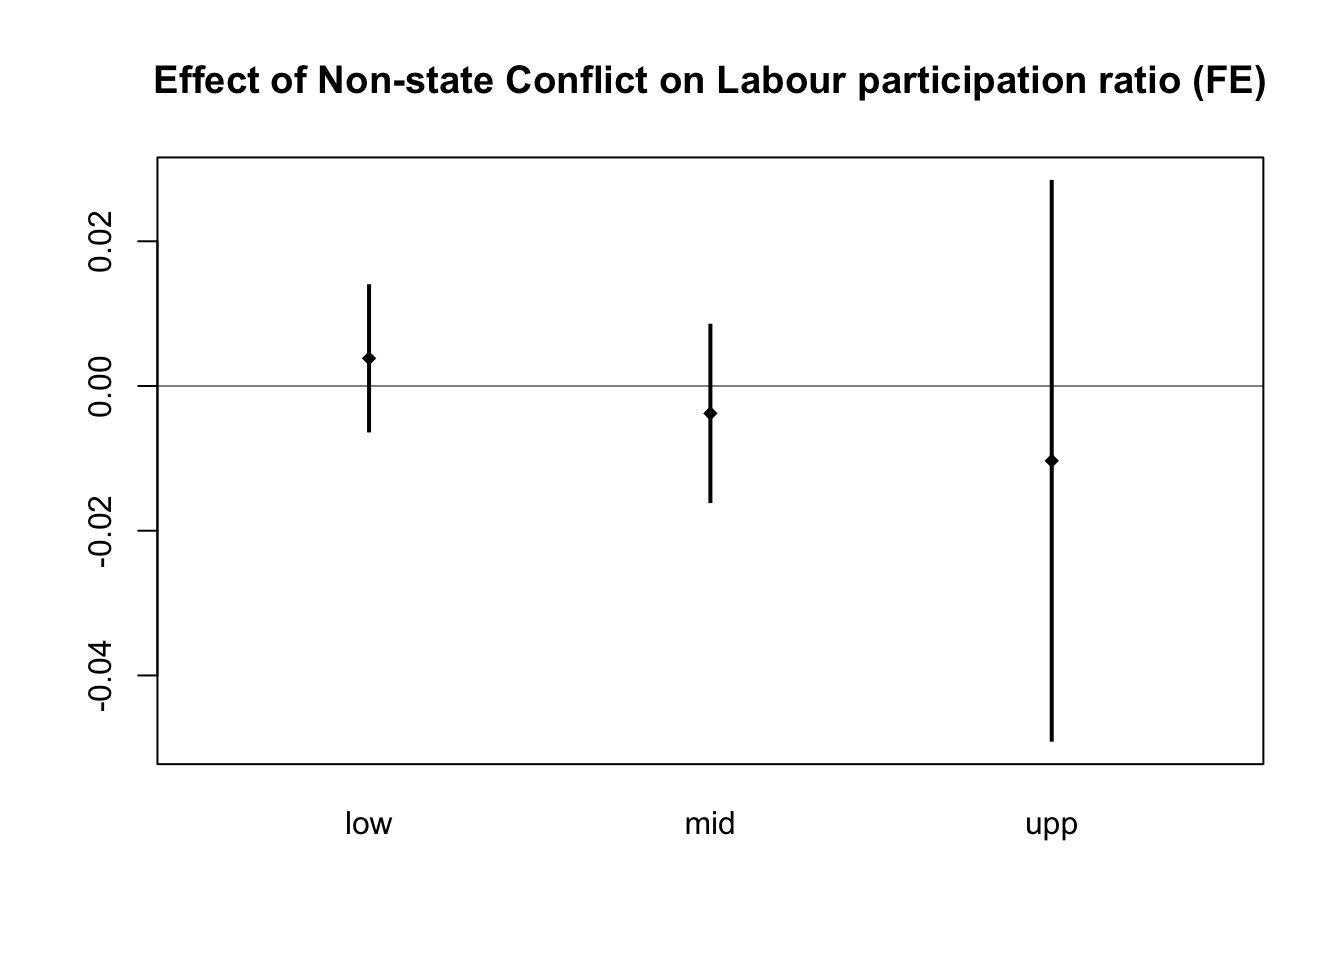 Effect of Non-state Conflict on Labour participation ratio (FE)
0.02
0.00
-0.02
-0.04
low mid upp